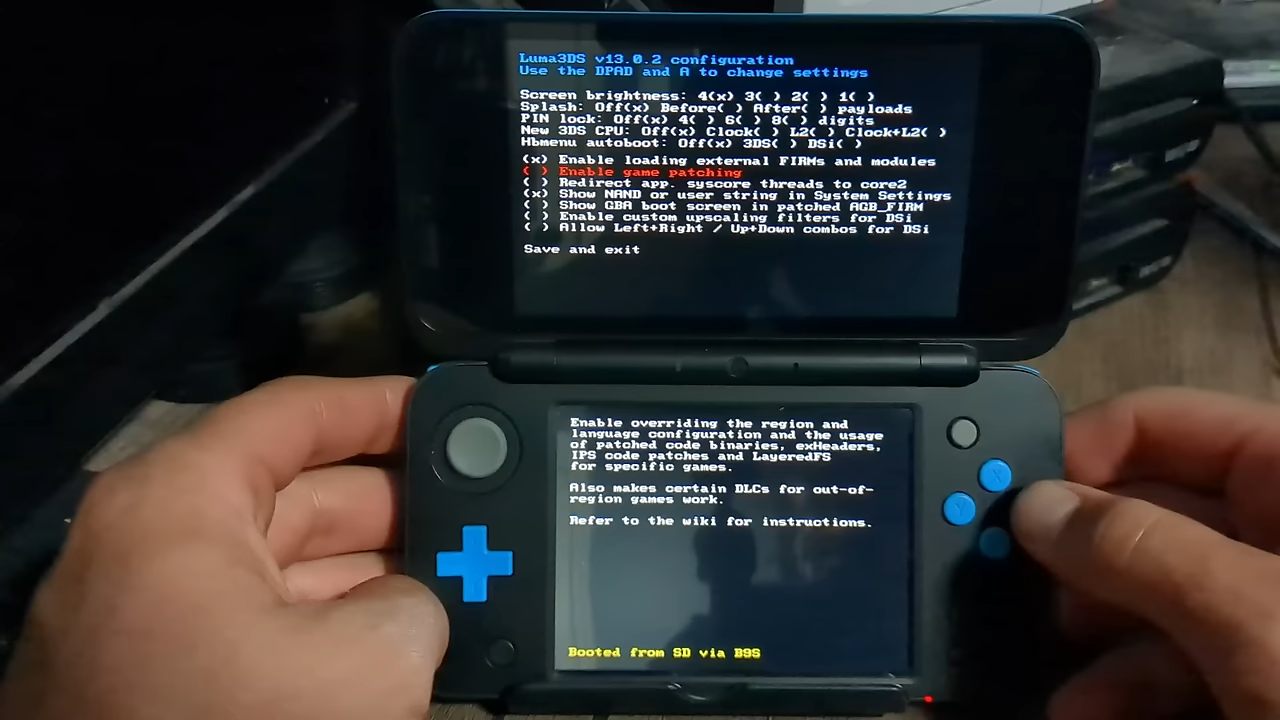 Luma3DS v13.0.2 configuration
Use the DPAD and A to change settings
Screen brightness: 4(x) 3( ) 2( ) 1( )
Splash: Off(x) Before( ) After( ) payloads
PIN lock: Off(x) 4( ) 6( ) 8( ) digits
New 3DS CPU: Off(x) Clock( ) L2( ) Clock+L2( )
Hbmenu autoboot: Off(x) 3DS( ) DSi( )
(x) Enable loading external FIRMs and modules
( ) Enable game patching
( ) Redirect app. syscore threads to core2
(x) Show NAND or user string in System Settings
( ) Show GBA boot screen in patched AGB_FIRM
( ) Enable custom upscaling filters for DSi
( ) Allow Left+Right / Up+Down combos for DSi
Save and exit
Enable overriding the region and
language configuration and the usage
of patched code binaries, exHeaders,
IPS code patches and LayeredFS
for specific games.
Also makes certain DLCs for out-of-
region games work.
Refer to the wiki for instructions.
Booted from SD via B9S
X
Y